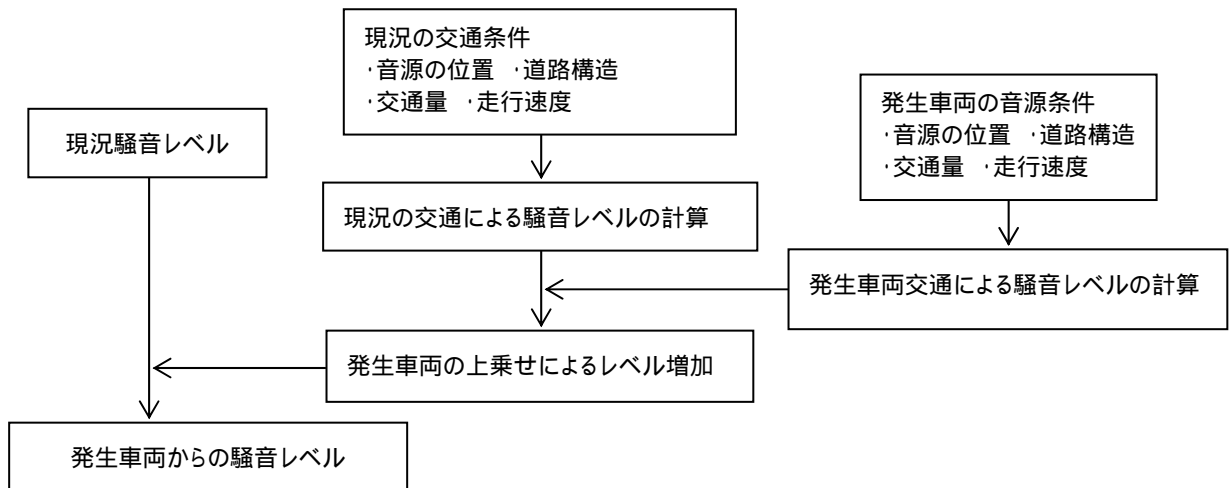 現況の交通条件
・音源の位置 ・道路構造
・交通量 ・走行速度
発生車両の音源条件
・音源の位置 ・道路構造
・交通量 ・走行速度
現況騒音レベル
現況の交通による騒音レベルの計算
発生車両交通による騒音レベルの計算
発生車両の上乗せによるレベル増加
発生車両からの騒音レベル